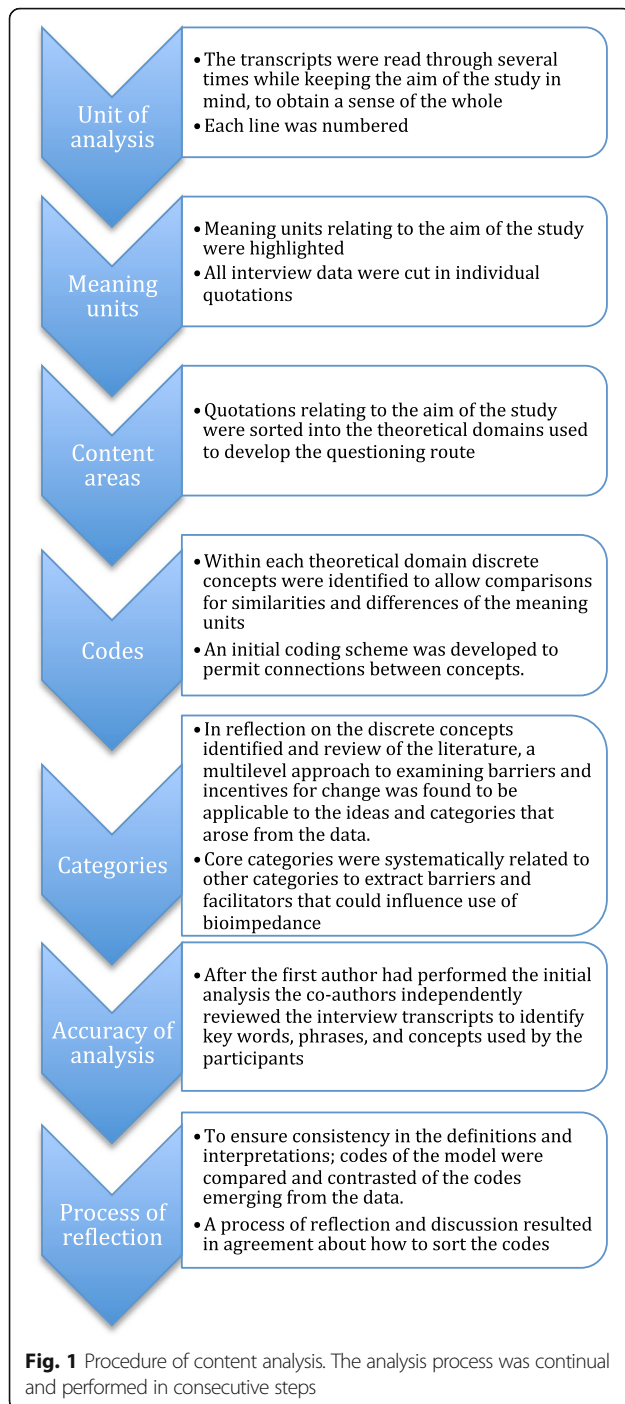 Unit of
analysis
• The transcripts were read through several
times while keeping the aim of the study in
mind, to obtain a sense of the whole
• Each line was numbered
Meaning
units
• Meaning units relating to the aim of the study
were highlighted
• All interview data were cut in individual
quotations
Content
areas
• Quotations relating to the aim of the study
were sorted into the theoretical domains used
to develop the questioning route
Codes
• Within each theoretical domain discrete
concepts were identified to allow comparisons
for similarities and differences of the meaning
units
• An initial coding scheme was developed to
permit connections between concepts.
Categories
• In reflection on the discrete concepts
identified and review of the literature, a
multilevel approach to examining barriers and
incentives for change was found to be
applicable to the ideas and categories that
arose from the data.
• Core categories were systematically related to
other categories to extract barriers and
facilitators that could influence use of
bioimpedance
Accuracy of
analysis
• After the first author had performed the initial
analysis the co-authors independently
reviewed the interview transcripts to identify
key words, phrases, and concepts used by the
participants
Process of
reflection
• To ensure consistency in the definitions and
interpretations; codes of the model were
compared and contrasted of the codes
emerging from the data.
• A process of reflection and discussion resulted
in agreement about how to sort the codes
Fig. 1 Procedure of content analysis. The analysis process was continual
and performed in consecutive steps